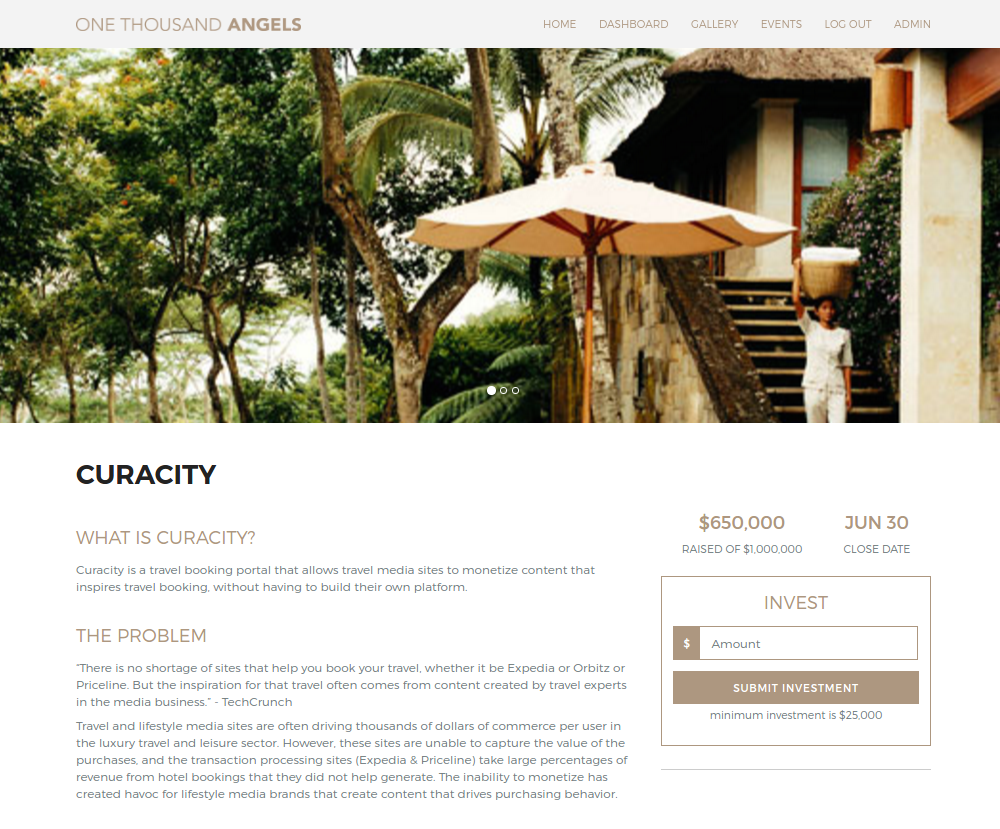 ONE THOUSAND ANGELS
HOME DASHBOARD GALLERY EVENTS LOG OUT ADMIN
CURACITY
WHAT IS CURACITY?
Curacity is a travel booking portal that allows travel media sites to monetize content that
inspires travel booking, without having to build their own platform.
THE PROBLEM
"There is no shortage of sites that help you book your travel, whether it be Expedia or Orbitz or
Priceline. But the inspiration for that travel often comes from content created by travel experts
in the media business." - TechCrunch
Travel and lifestyle media sites are often driving thousands of dollars of commerce per user in
the luxury travel and leisure sector. However, these sites are unable to capture the value of the
purchases, and the transaction processing sites (Expedia & Priceline) take large percentages of
revenue from hotel bookings that they did not help generate. The inability to monetize has
created havoc for lifestyle media brands that create content that drives purchasing behavior.
$650,000
RAISED OF $1,000,000
JUN 30
CLOSE DATE
INVEST
$ Amount
SUBMIT INVESTMENT
minimum investment is $25,000